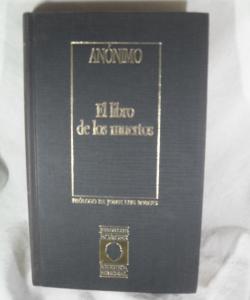 ANÓNIMO
El libro
de los muertos
PRÓLOGO DE JORGE LUIS BORGES